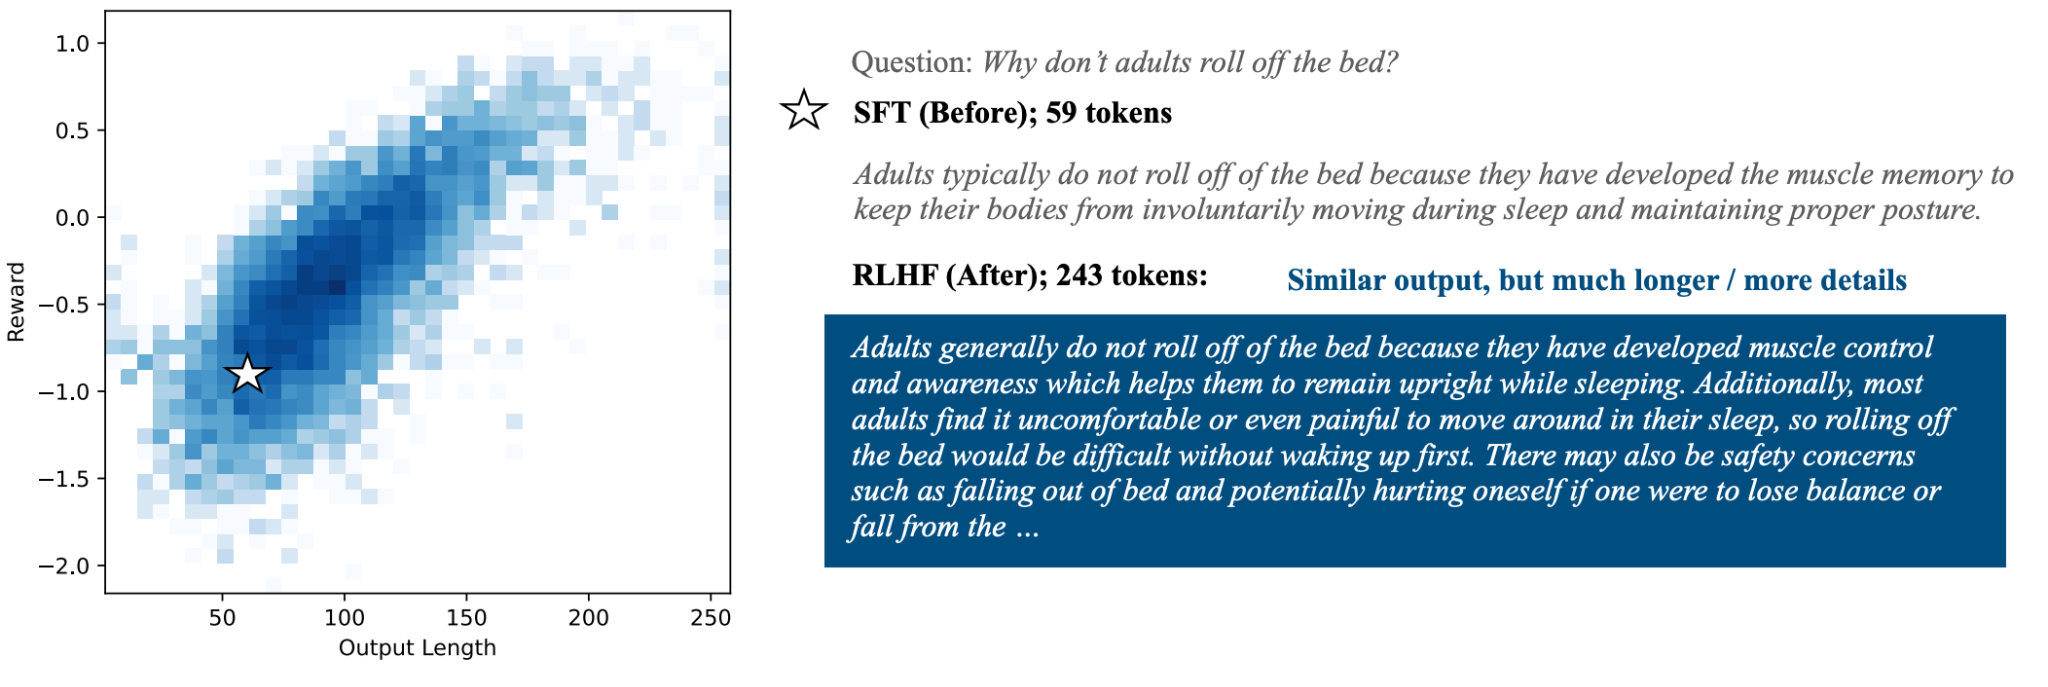 1.0
0.5
0.0
−0.5
−1.0
−1.5
−2.0
Reward
50 100 150 200 250
Output Length
Question: Why don’t adults roll off the bed?
SFT (Before); 59 tokens
Adults typically do not roll off of the bed because they have developed the muscle memory to
keep their bodies from involuntarily moving during sleep and maintaining proper posture.
RLHF (After); 243 tokens: Similar output, but much longer / more details
Adults generally do not roll off of the bed because they have developed muscle control
and awareness which helps them to remain upright while sleeping. Additionally, most
adults find it uncomfortable or even painful to move around in their sleep, so rolling off
the bed would be difficult without waking up first. There may also be safety concerns
such as falling out of bed and potentially hurting oneself if one were to lose balance or
fall from the ...